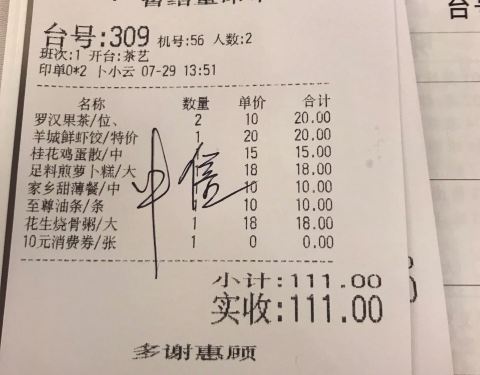 台号:309 机号:56 人数:2
班次:1 开台:茶艺
印单0*2 卜小云 07-29 13:51
名称 数量 单价 合计
罗汉果茶/位、 2 10 20.00
羊城鲜虾饺/特价 1 20 20.00
桂花鸡蛋散/中 15 15.00
足料煎萝卜糕/大 18 18.00
家乡甜薄餐/中 10 10.00
至尊油条/条 1 10 10.00
花生烧骨粥/大 1 18 18.00
10元消费券/张 1 0 0.00
小计:111.00
实收:111.00
多谢惠顾
中信
台